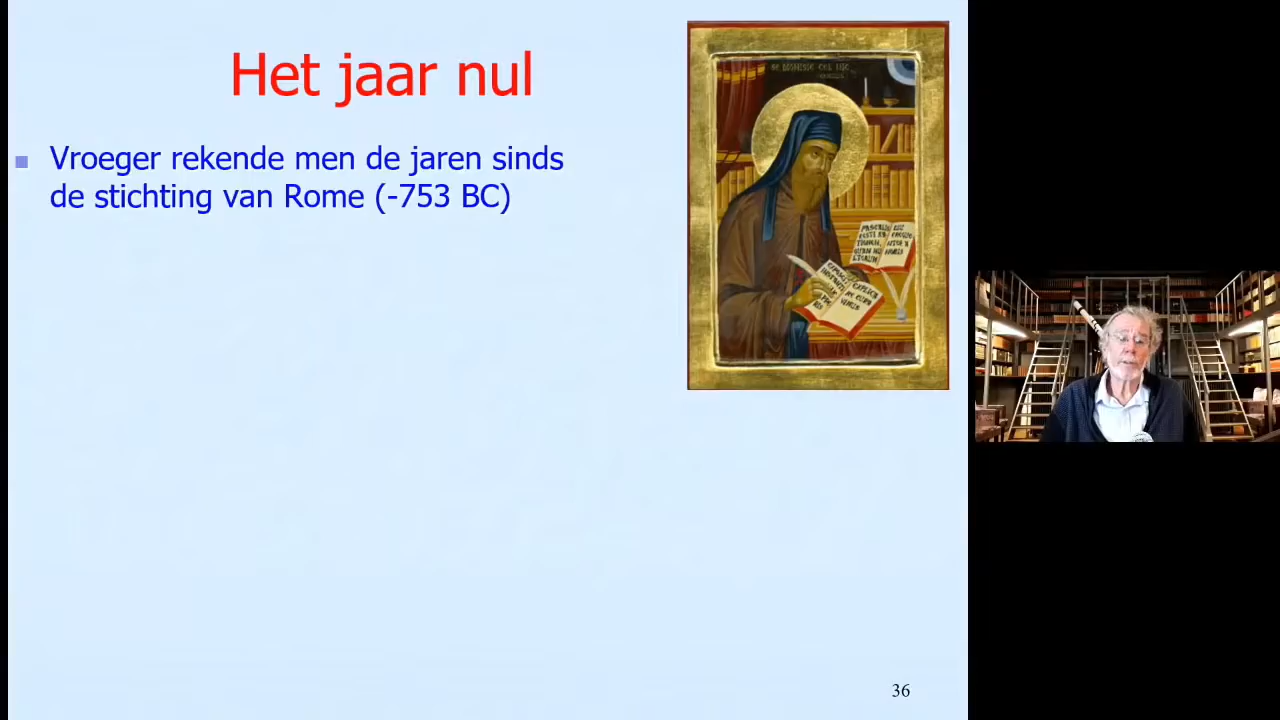 Het jaar nul
Vroeger rekende men de jaren sinds
de stichting van Rome (-753 BC)
36